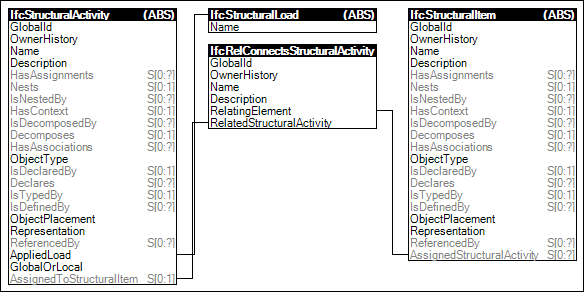 IfcStructuralActivity (ABS)
GlobalId
OwnerHistory
Name
Description
HasAssignments S[0:?]
Nests S[0:1]
IsNestedBy S[0:?]
HasContext S[0:1]
IsDecomposedBy S[0:?]
Decomposes S[0:1]
HasAssociations S[0:?]
ObjectType
IsDeclaredBy S[0:1]
Declares S[0:?]
IsTypedBy S[0:1]
IsDefinedBy S[0:?]
ObjectPlacement
Representation
ReferencedBy S[0:?]
AppliedLoad
GlobalOrLocal
AssignedToStructuralItem S[0:1]
IfcStructuralLoad (ABS)
Name
IfcRelConnectsStructuralActivity
GlobalId
OwnerHistory
Name
Description
RelatingElement
RelatedStructuralActivity
IfcStructuralItem (ABS)
GlobalId
OwnerHistory
Name
Description
HasAssignments S[0:?]
Nests S[0:1]
IsNestedBy S[0:?]
HasContext S[0:1]
IsDecomposedBy S[0:?]
Decomposes S[0:1]
HasAssociations S[0:?]
ObjectType
IsDeclaredBy S[0:1]
Declares S[0:?]
IsTypedBy S[0:1]
IsDefinedBy S[0:?]
ObjectPlacement
Representation
ReferencedBy S[0:?]
AssignedStructuralActivity S[0:?]